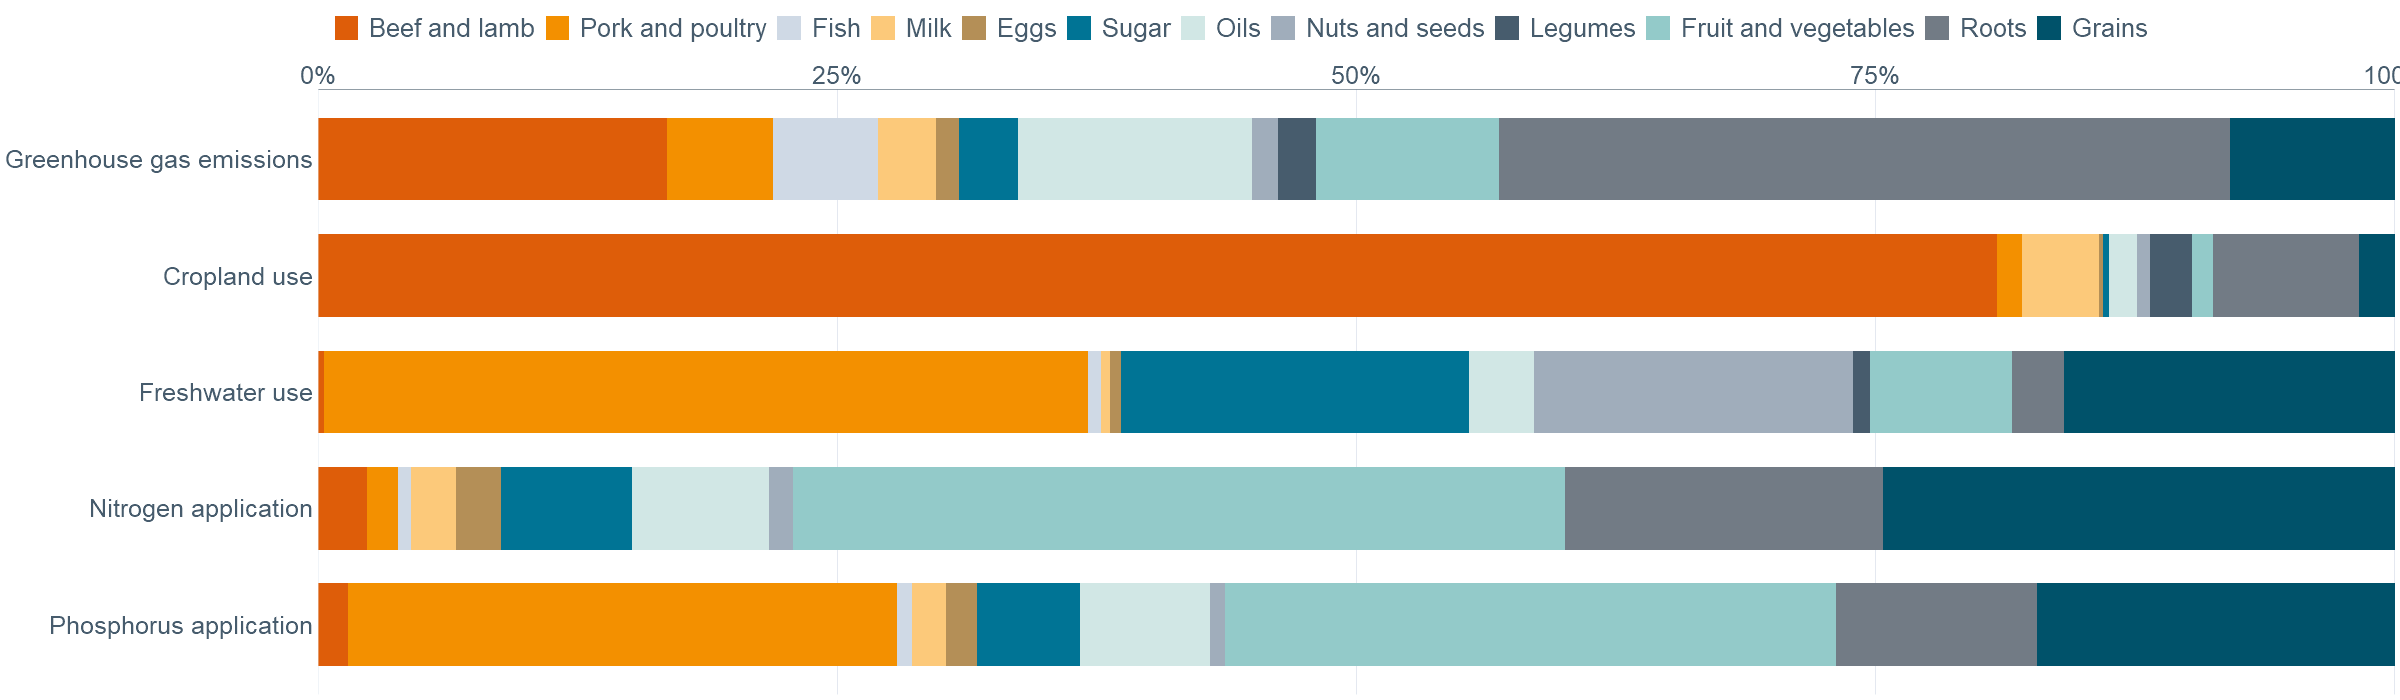 Beef and lamb Pork and poultry Fish Milk Eggs Sugar Oils Nuts and seeds Legumes Fruit and vegetables Roots Grains
0% 25% 50% 75% 100
Greenhouse gas emissions
Cropland use
Freshwater use
Nitrogen application
Phosphorus application